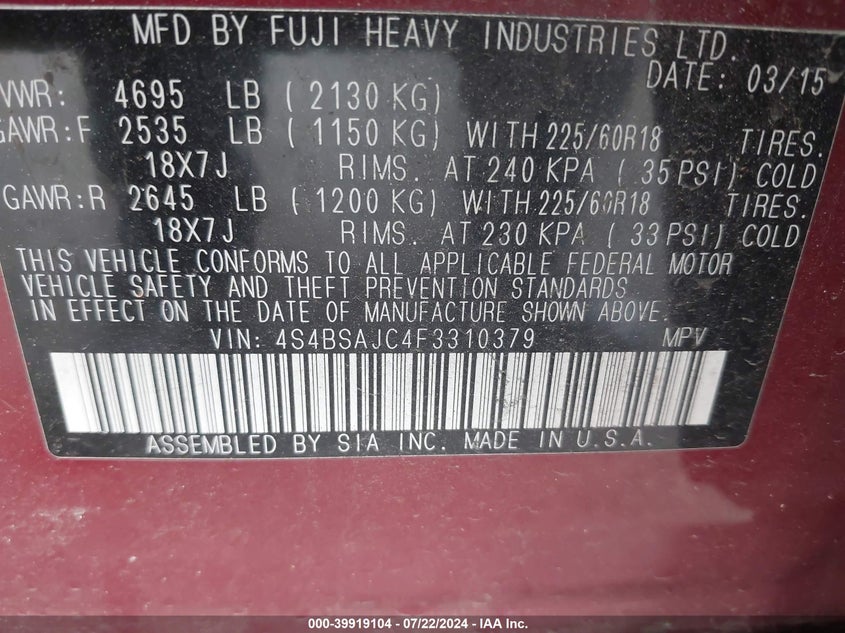 MFD BY FUJI HEAVY INDUSTRIES LTD.
DATE: 03/15
VWR: 4695 LB ( 2130 KG)
GAWR:F 2535 LB ( 1150 KG) WITH 225/60R18 TIRES.
18X7J RIMS. AT 240 KPA ( 35 PSI) COLD
GAWR:R 2645 LB ( 1200 KG) WITH 225/60R18 TIRES.
18X7J RIMS. AT 230 KPA ( 33 PSI) COLD
THIS VEHICLE CONFORMS TO ALL APPLICABLE FEDERAL MOTOR
VEHICLE SAFETY AND THEFT PREVENTION STANDARDS
IN EFFECT ON THE DATE OF MANUFACTURE SHOWN ABOVE.
VIN: 4S4BSAJC4F3310379 MPV
ASSEMBLED BY SIA INC. MADE IN U.S.A.
000-39919104 - 07/22/2024 - IAA Inc.